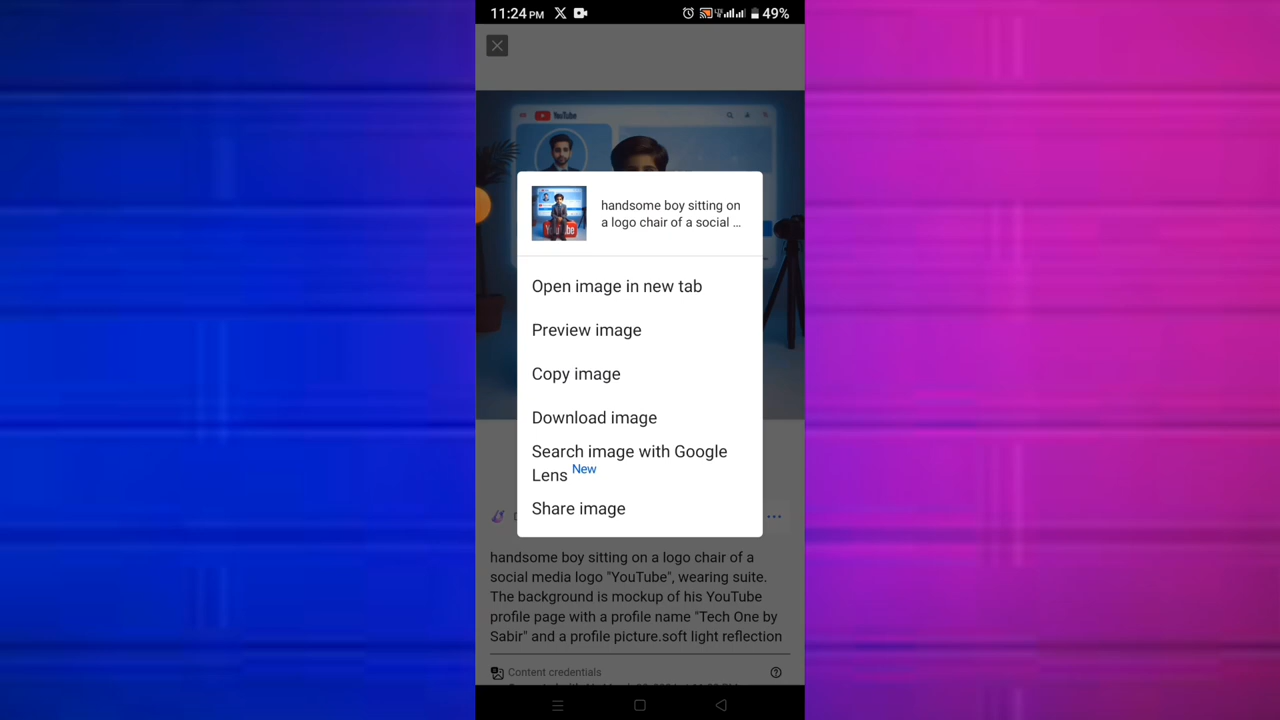 11:24 PM
49%
YouTube
handsome boy sitting on
a logo chair of a social ...
Open image in new tab
Preview image
Copy image
Download image
Search image with Google
Lens New
Share image
handsome boy sitting on a logo chair of a
social media logo "YouTube", wearing suite.
The background is mockup of his YouTube
profile page with a profile name "Tech One by
Sabir" and a profile picture.soft light reflection
Content credentials